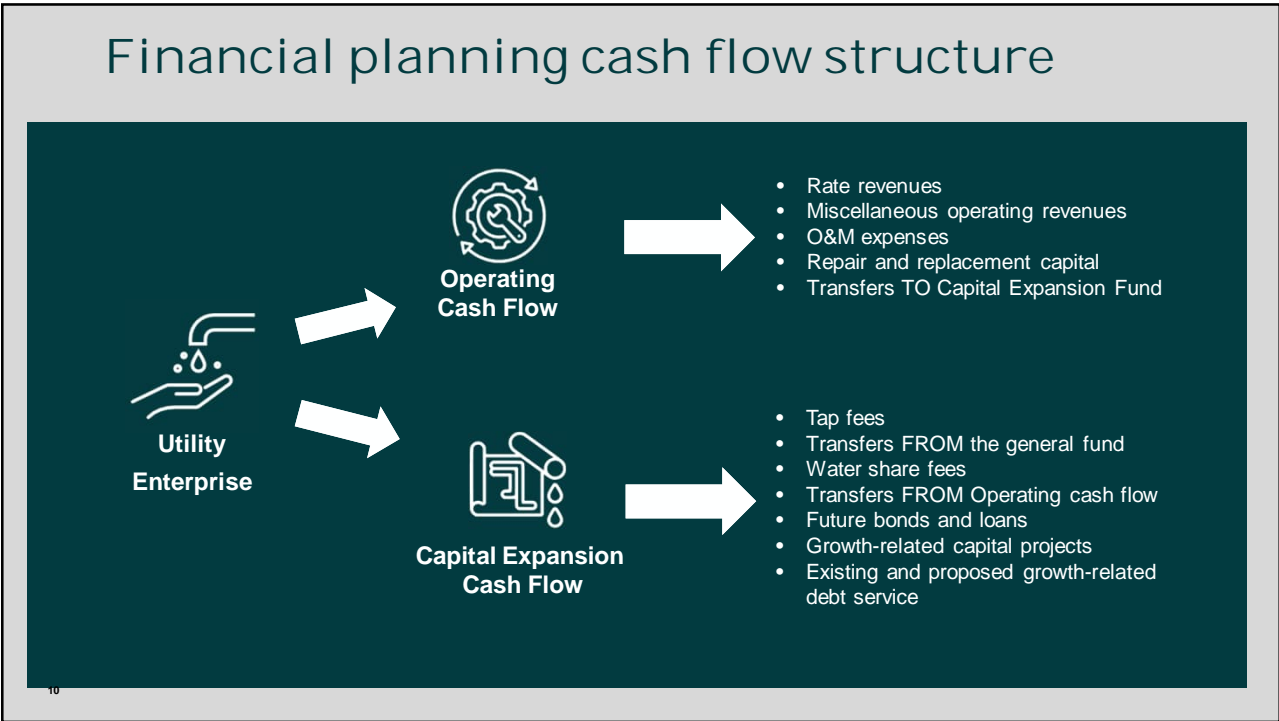 Financial planning cash flow structure
Operating
Cash Flow
• Rate revenues
• Miscellaneous operating revenues
• O&M expenses
• Repair and replacement capital
• Transfers TO Capital Expansion Fund
Utility
Enterprise
Capital Expansion
Cash Flow
• Tap fees
• Transfers FROM the general fund
• Water share fees
• Transfers FROM Operating cash flow
• Future bonds and loans
• Growth-related capital projects
• Existing and proposed growth-related
debt service
10